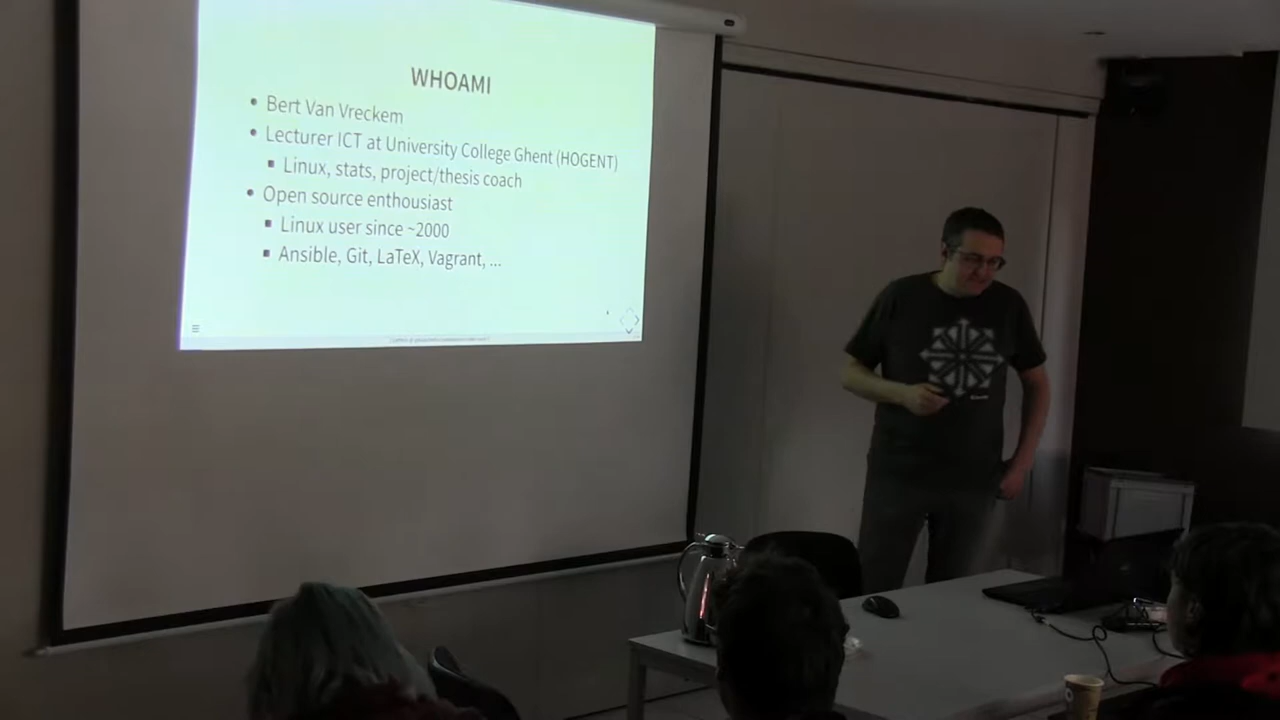 WHOAMI
• Bert Van Vreckem
• Lecturer ICT at University College Ghent (HOGENT)
▪ Linux, stats, project/thesis coach
• Open source enthousiast
▪ Linux user since ~2000
▪ Ansible, Git, LaTeX, Vagrant, ...